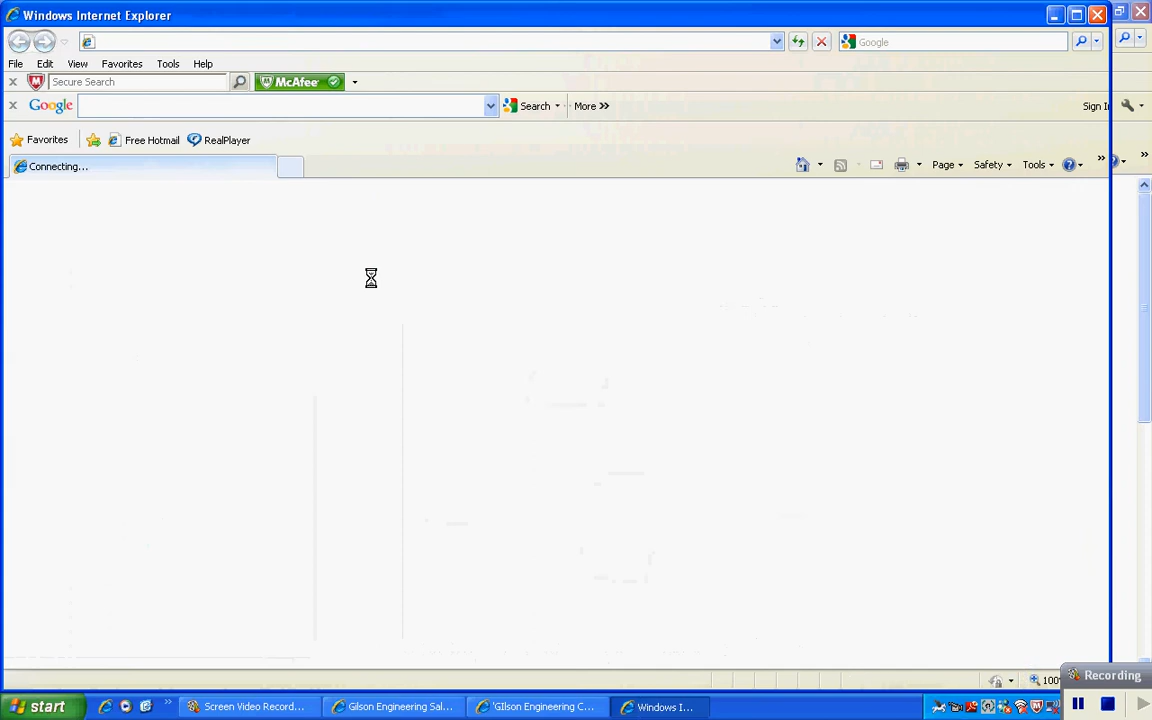 Windows Internet Explorer
Google
File Edit View Favorites Tools Help
Secure Search McAfee
Google Search More >> Sign In
Favorites Free Hotmail RealPlayer
Connecting... Page Safety Tools
100%
Recording
start Screen Video Record... Gilson Engineering Sal... 'GIlson Engineering C... Windows I...